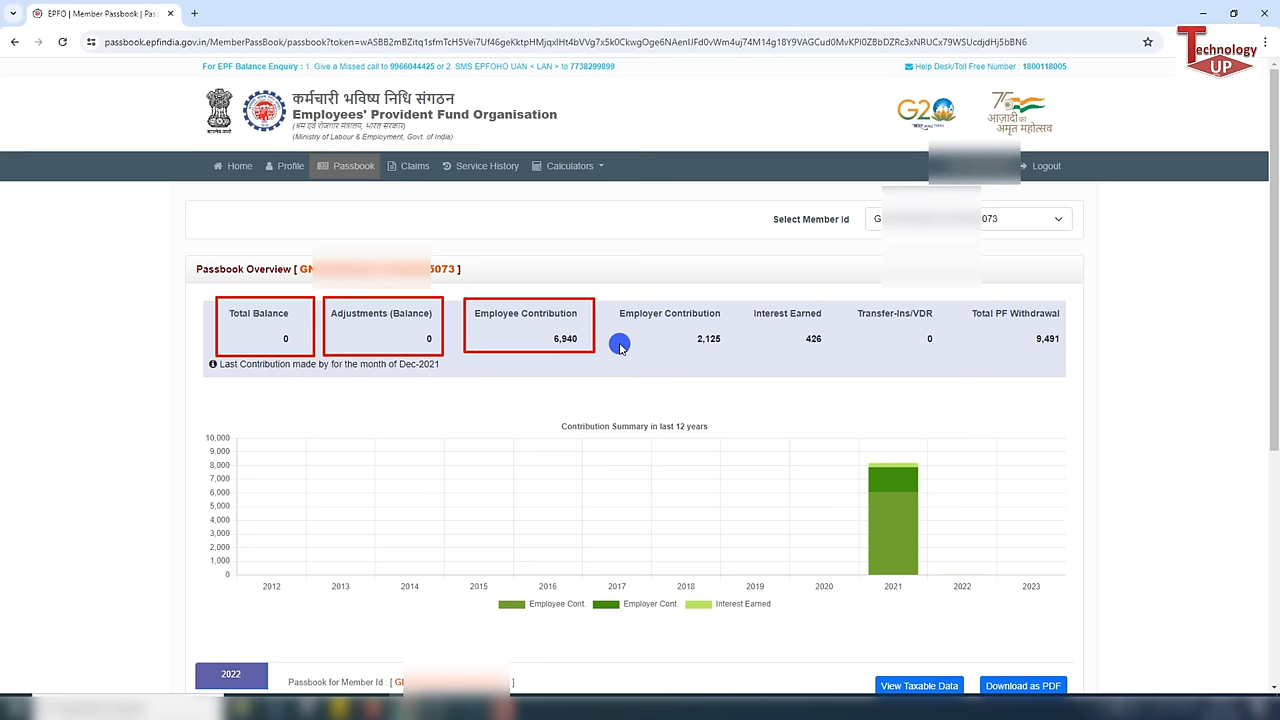 EPFO | Member Passbook | Pas
passbook.epfindia.gov.in/MemberPassBook/passbook?token=
Technology
UP
For EPF Balance Enquiry : 1. Give a Missed call to 9966044425 or 2. SMS EPFOHO UAN < LAN > to 7738299899
Help Desk/Toll Free Number : 1800118005
कर्मचारी भविष्य निधि संगठन
Employees' Provident Fund Organisation
(श्रम एवं रोजगार मंत्रालय, भारत सरकार)
(Ministry of Labour & Employment, Govt. of India)
G20
आज़ादी का
अमृत महोत्सव
Home Profile Passbook Claims Service History Calculators Logout
Select Member Id G 073
Passbook Overview [ GN 5073 ]
Total Balance Adjustments (Balance) Employee Contribution Employer Contribution Interest Earned Transfer-Ins/VDR Total PF Withdrawal
0 0 6,940 2,125 426 0 9,491
Last Contribution made by for the month of Dec-2021
Contribution Summary in last 12 years
10,000
9,000
8,000
7,000
6,000
5,000
4,000
3,000
2,000
1,000
0
2012 2013 2014 2015 2016 2017 2018 2019 2020 2021 2022 2023
Employee Cont. Employer Cont. Interest Earned
2022
Passbook for Member Id : [ ]
View Taxable Data Download as PDF